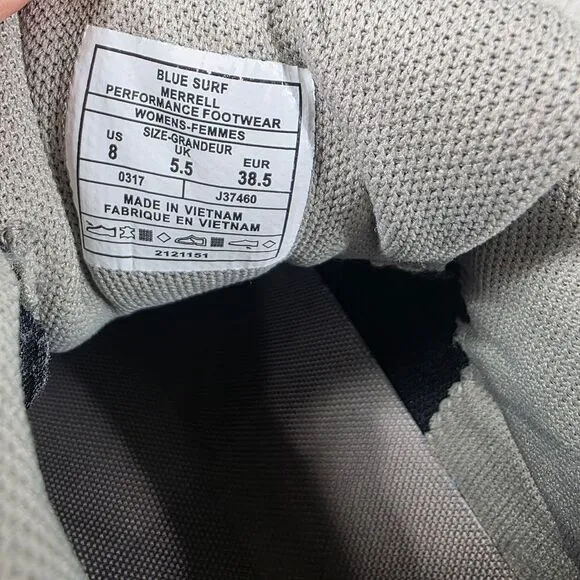 BLUE SURF
MERRELL
PERFORMANCE FOOTWEAR
WOMENS-FEMMES
SIZE-GRANDEUR
US UK EUR
8 5.5 38.5
0317 J37460
MADE IN VIETNAM
FABRIQUE EN VIETNAM
2121151